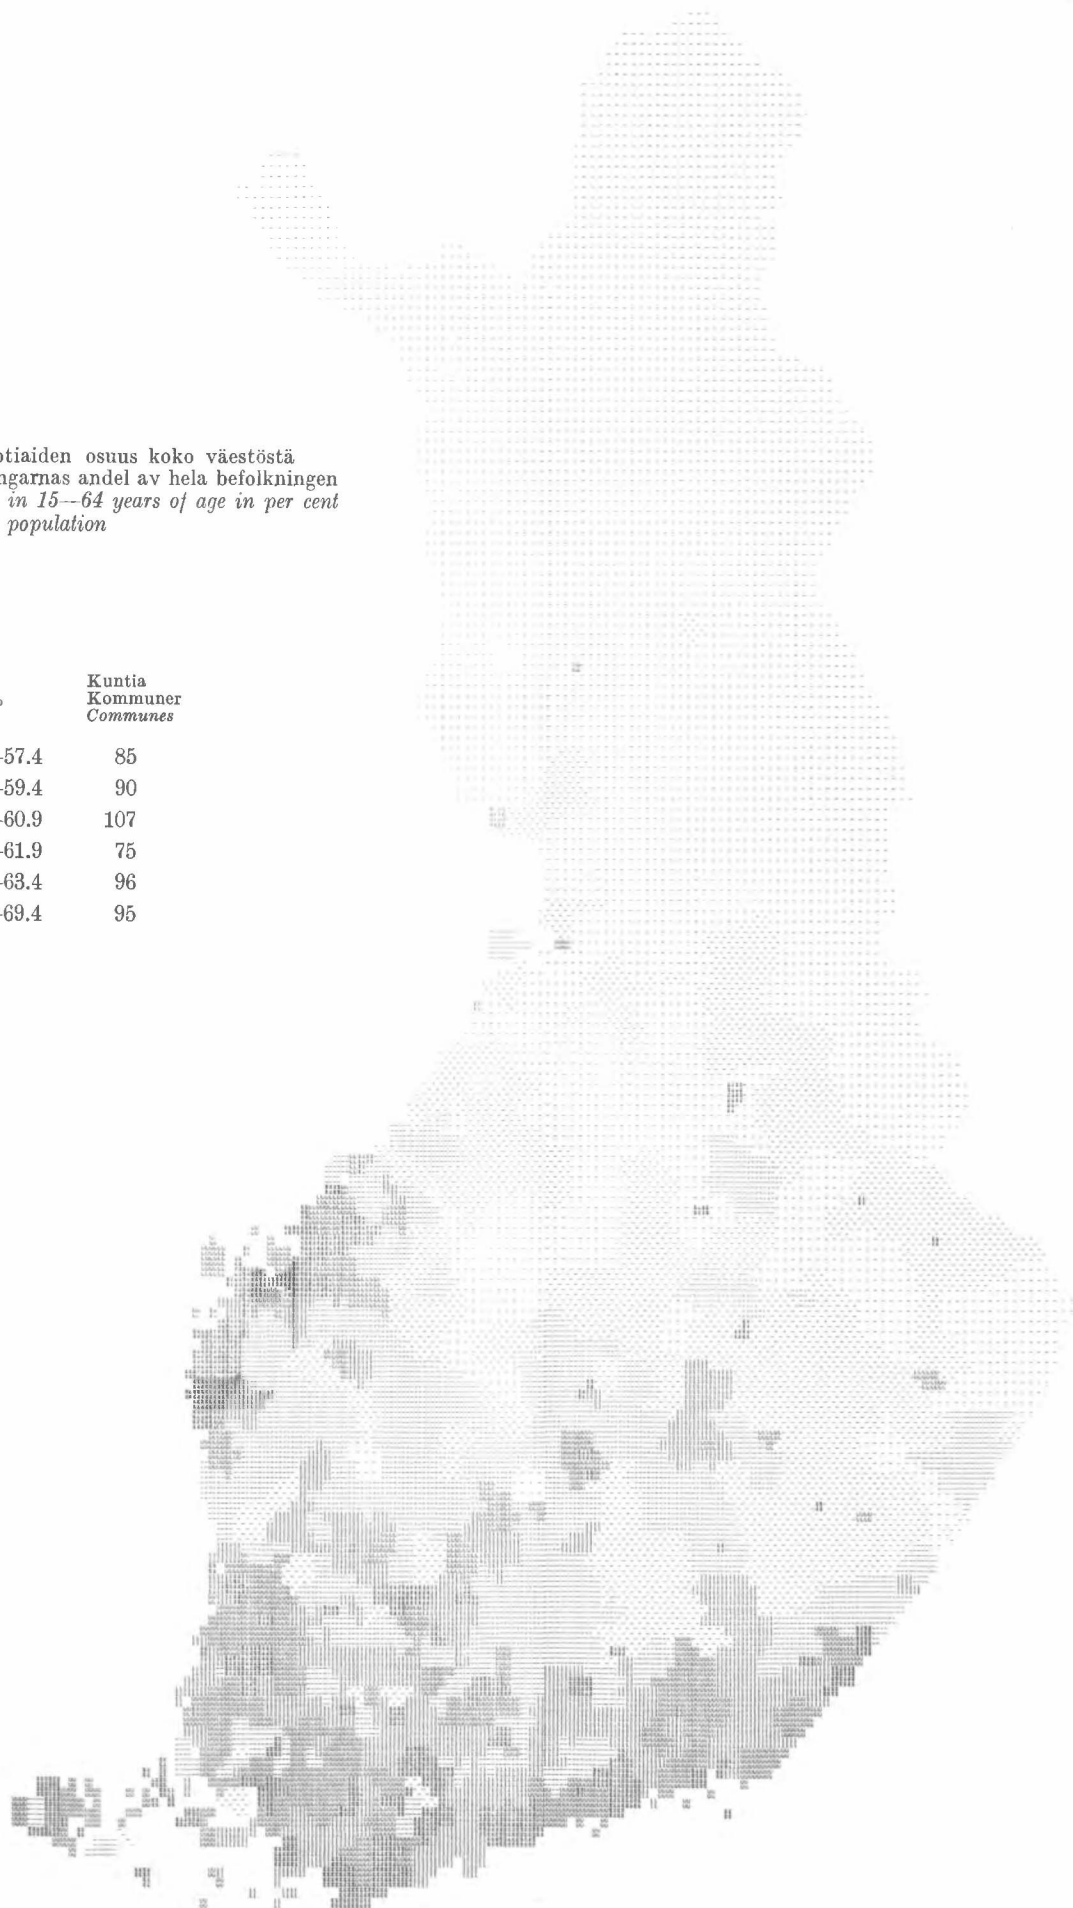 otiaiden osuus koko väestöstä
ngarnas andel av hela befolkningen
in 15—64 years of age in per cent
population
Kuntia
Kommuner
Communes
-57.4 85
-59.4 90
-60.9 107
-61.9 75
-63.4 96
-69.4 95